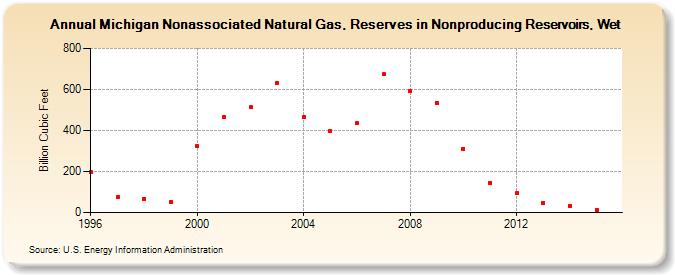 Annual Michigan Nonassociated Natural Gas, Reserves in Nonproducing Reservoirs, Wet
Billion Cubic Feet
800
600
400
200
0
1996 2000 2004 2008 2012
Source: U.S. Energy Information Administration